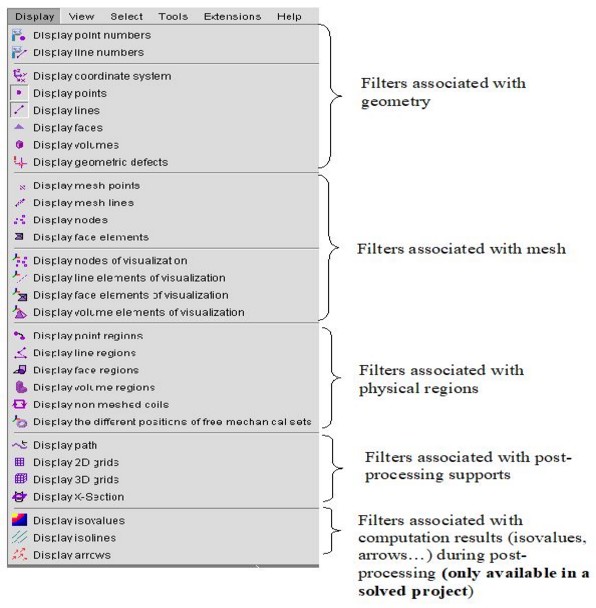 Display View Select Tools Extensions Help
Display point numbers
Display line numbers
Display coordinate system
Display points
Display lines
Display faces
Display volumes
Display geometric defects
Filters associated with
geometry
Display mesh points
Display mesh lines
Display nodes
Display face elements
Display nodes of visualization
Display line elements of visualization
Display face elements of visualization
Display volume elements of visualization
Filters associated with mesh
Display point regions
Display line regions
Display face regions
Display volume regions
Display non meshed coils
Display the different positions of free mechanical sets
Filters associated with
physical regions
Display path
Display 2D grids
Display 3D grids
Display X-Section
Filters associated with post-
processing supports
Display isovalues
Display isolines
Display arrows
Filters associated with
computation results (isovalues,
arrows…) during post-
processing (only available in a
solved project)